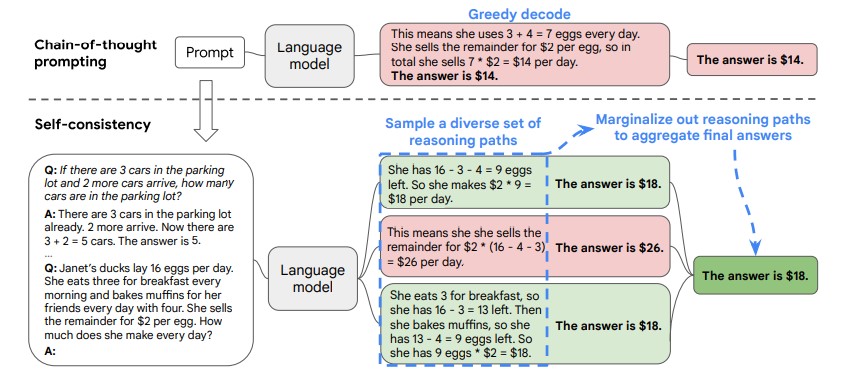 Greedy decode
Chain-of-thought
prompting
Prompt
Language
model
This means she uses 3 + 4 = 7 eggs every day.
She sells the remainder for $2 per egg, so in
total she sells 7 * $2 = $14 per day.
The answer is $14.
The answer is $14.
Self-consistency
Sample a diverse set of
reasoning paths
Marginalize out reasoning paths
to aggregate final answers
Q: If there are 3 cars in the parking
lot and 2 more cars arrive, how many
cars are in the parking lot?
A: There are 3 cars in the parking lot
already. 2 more arrive. Now there are
3 + 2 = 5 cars. The answer is 5.
...
Q: Janet's ducks lay 16 eggs per day.
She eats three for breakfast every
morning and bakes muffins for her
friends every day with four. She sells
the remainder for $2 per egg. How
much does she make every day?
A:
Language
model
She has 16 - 3 - 4 = 9 eggs
left. So she makes $2 * 9 =
$18 per day.
The answer is $18.
This means she she sells the
remainder for $2 * (16 - 4 - 3)
= $26 per day.
The answer is $26.
She eats 3 for breakfast, so
she has 16 - 3 = 13 left. Then
she bakes muffins, so she
has 13 - 4 = 9 eggs left. So
she has 9 eggs * $2 = $18.
The answer is $18.
The answer is $18.